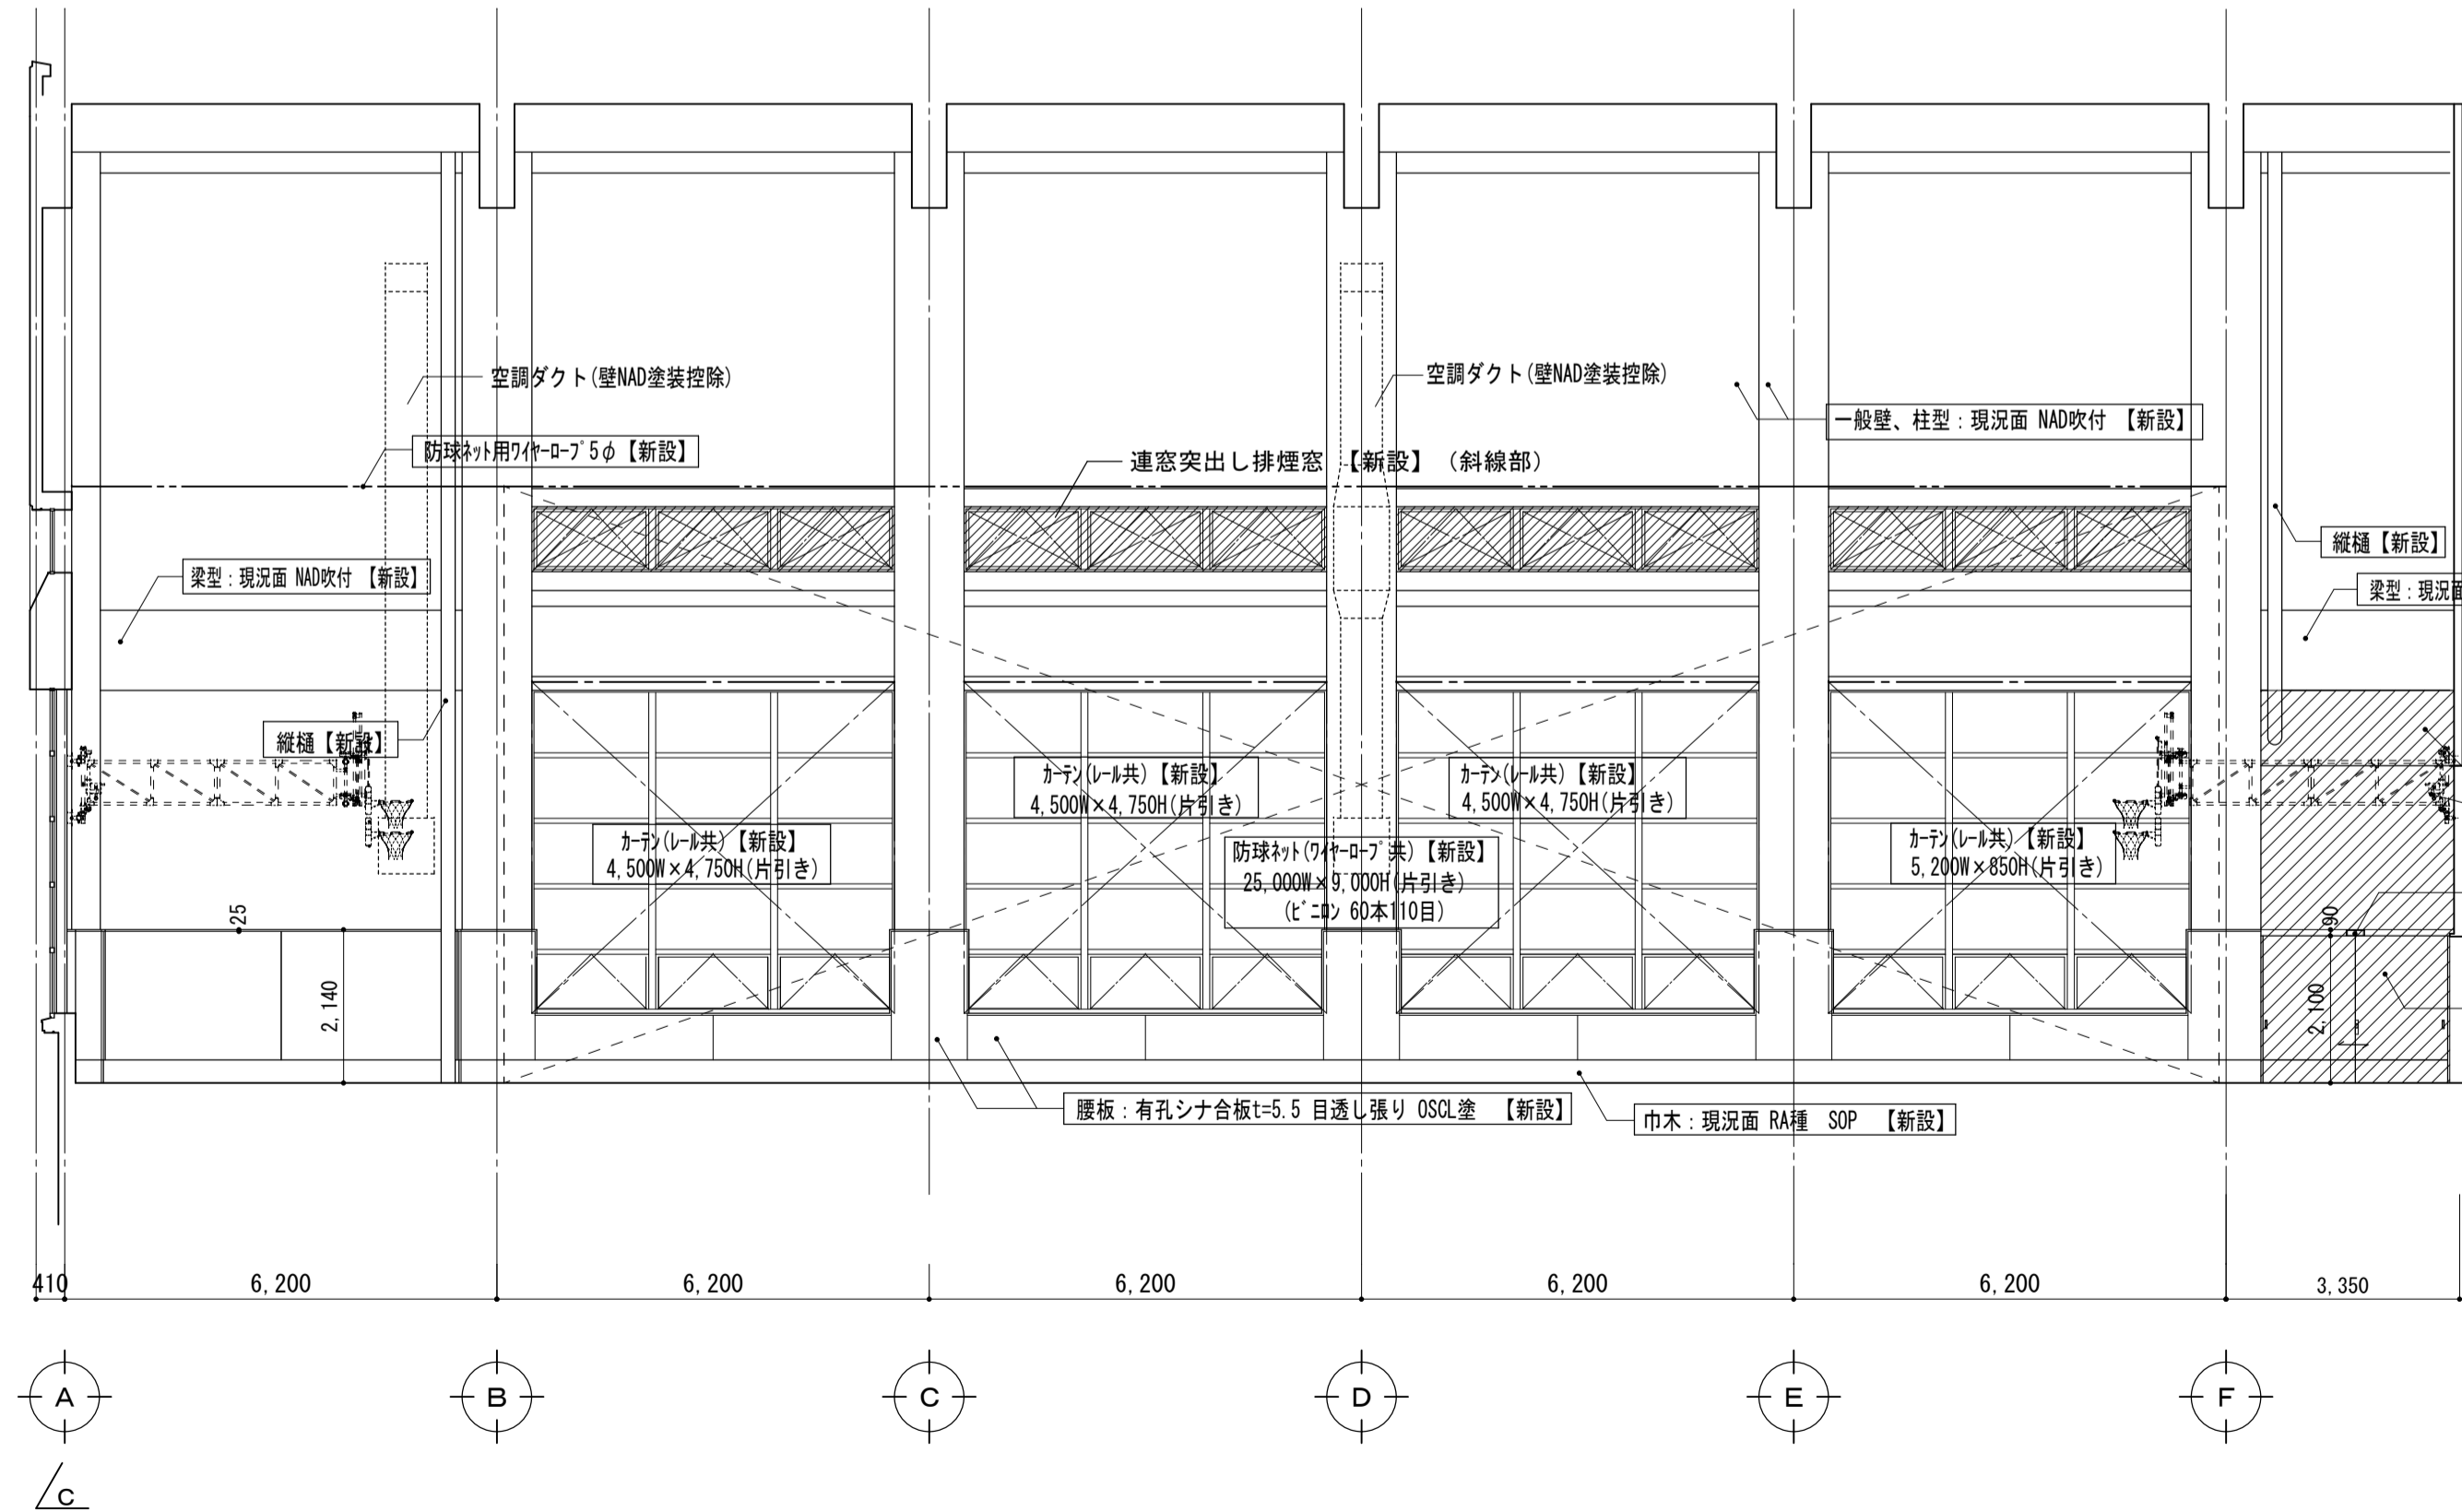 空調ダクト(壁NAD塗装控除)
空調ダクト(壁NAD塗装控除)
一般壁、柱型：現況面 NAD吹付 【新設】
防球ネット用ワイヤーロープ5φ【新設】
連窓突出し排煙窓 【新設】（斜線部）
縦樋【新設】
梁型：現況面 NAD吹付 【新設】
梁型：現況面
縦樋【新設】
カーテン(レール共)【新設】
4,500W×4,750H(片引き)
カーテン(レール共)【新設】
4,500W×4,750H(片引き)
カーテン(レール共)【新設】
4,500W×4,750H(片引き)
カーテン(レール共)【新設】
5,200W×850H(片引き)
防球ネット(ワイヤーロープ共)【新設】
25,000W×9,000H(片引き)
(ビニロン 60本110目)
25
90
2,140
2,100
腰板：有孔シナ合板t=5.5 目透し張り OSCL塗 【新設】
巾木：現況面 RA種 SOP 【新設】
410
6,200
6,200
6,200
6,200
6,200
3,350
A
B
C
D
E
F
C